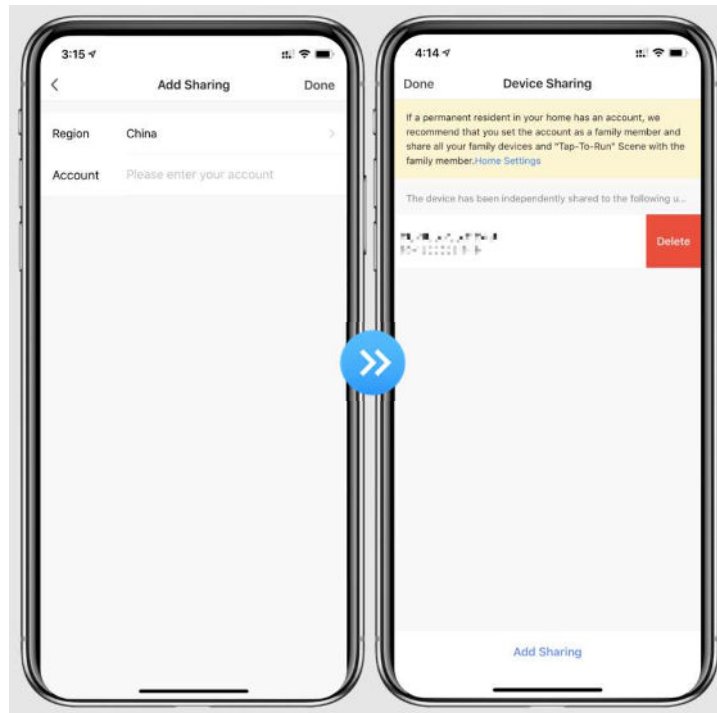 3:15
Add Sharing
Done
Region
China
Account
Please enter your account
4:14
Done
Device Sharing
If a permanent resident in your home has an account, we
recommend that you set the account as a family member and
share all your family devices and "Tap-To-Run" Scene with the
family member.Home Settings
The device has been independently shared to the following u...
Delete
Add Sharing